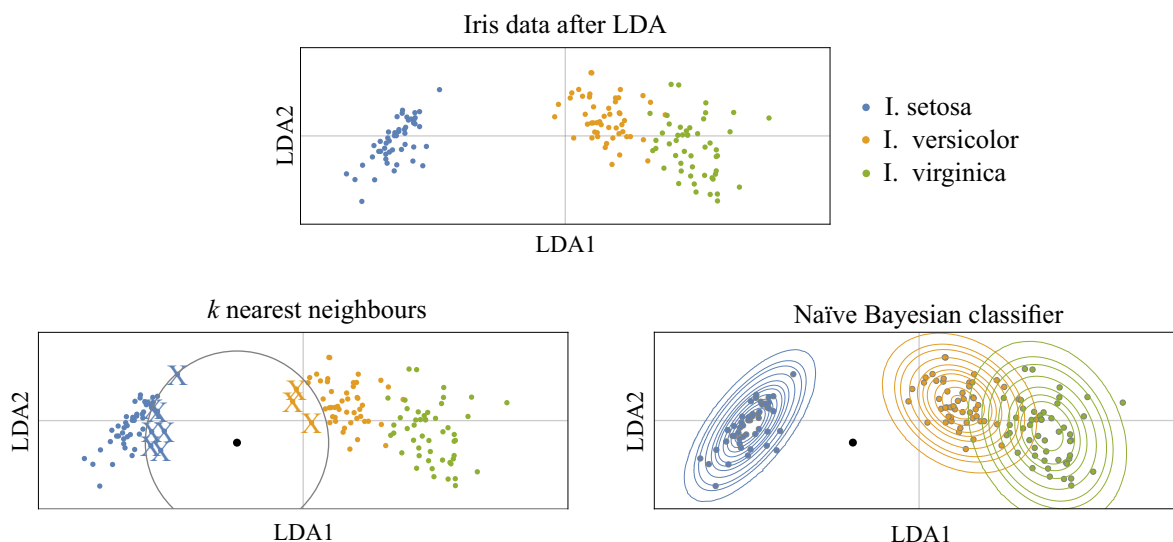 Iris data after LDA
LDA2
LDA1
I. setosa
I. versicolor
I. virginica
k nearest neighbours
LDA2
X
X
X
X
X
X
X
X
X
X
X
LDA1
Naïve Bayesian classifier
LDA2
LDA1